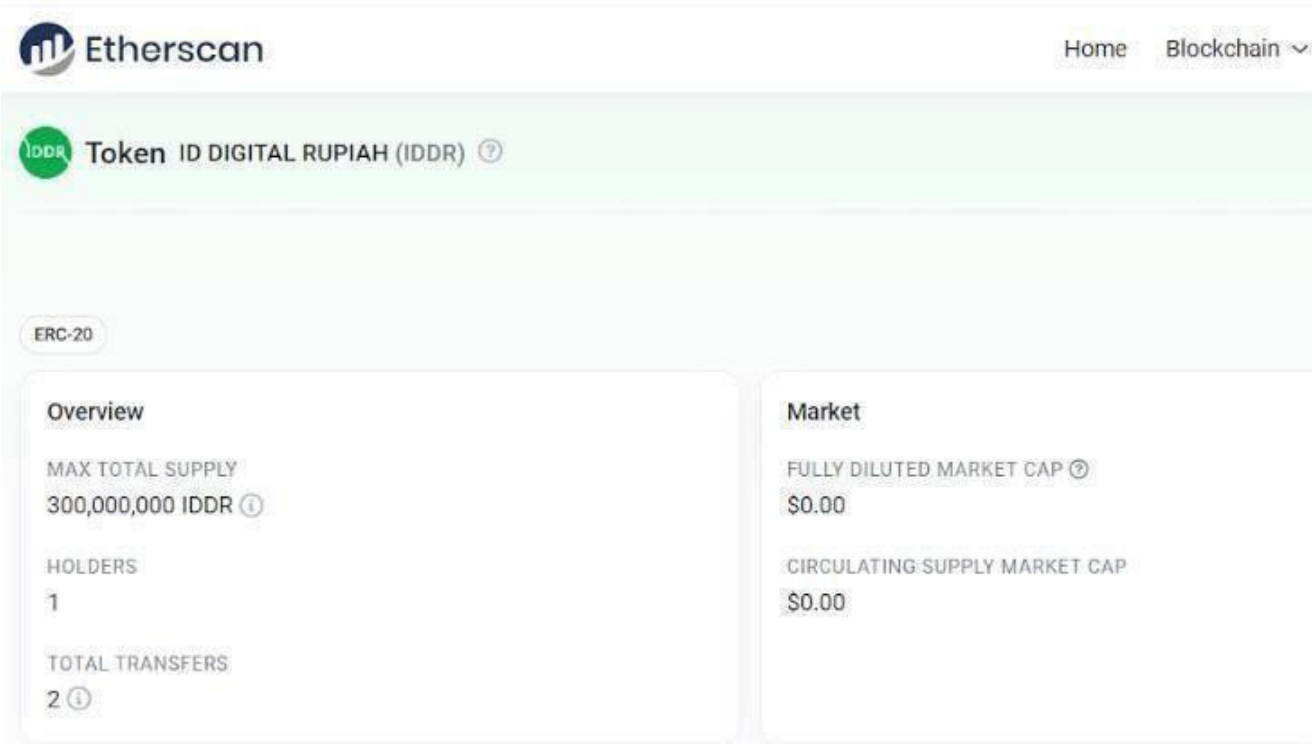 Etherscan
Home Blockchain
IDDR Token ID DIGITAL RUPIAH (IDDR)
ERC-20
Overview
MAX TOTAL SUPPLY
300,000,000 IDDR
HOLDERS
1
TOTAL TRANSFERS
2
Market
FULLY DILUTED MARKET CAP
$0.00
CIRCULATING SUPPLY MARKET CAP
$0.00